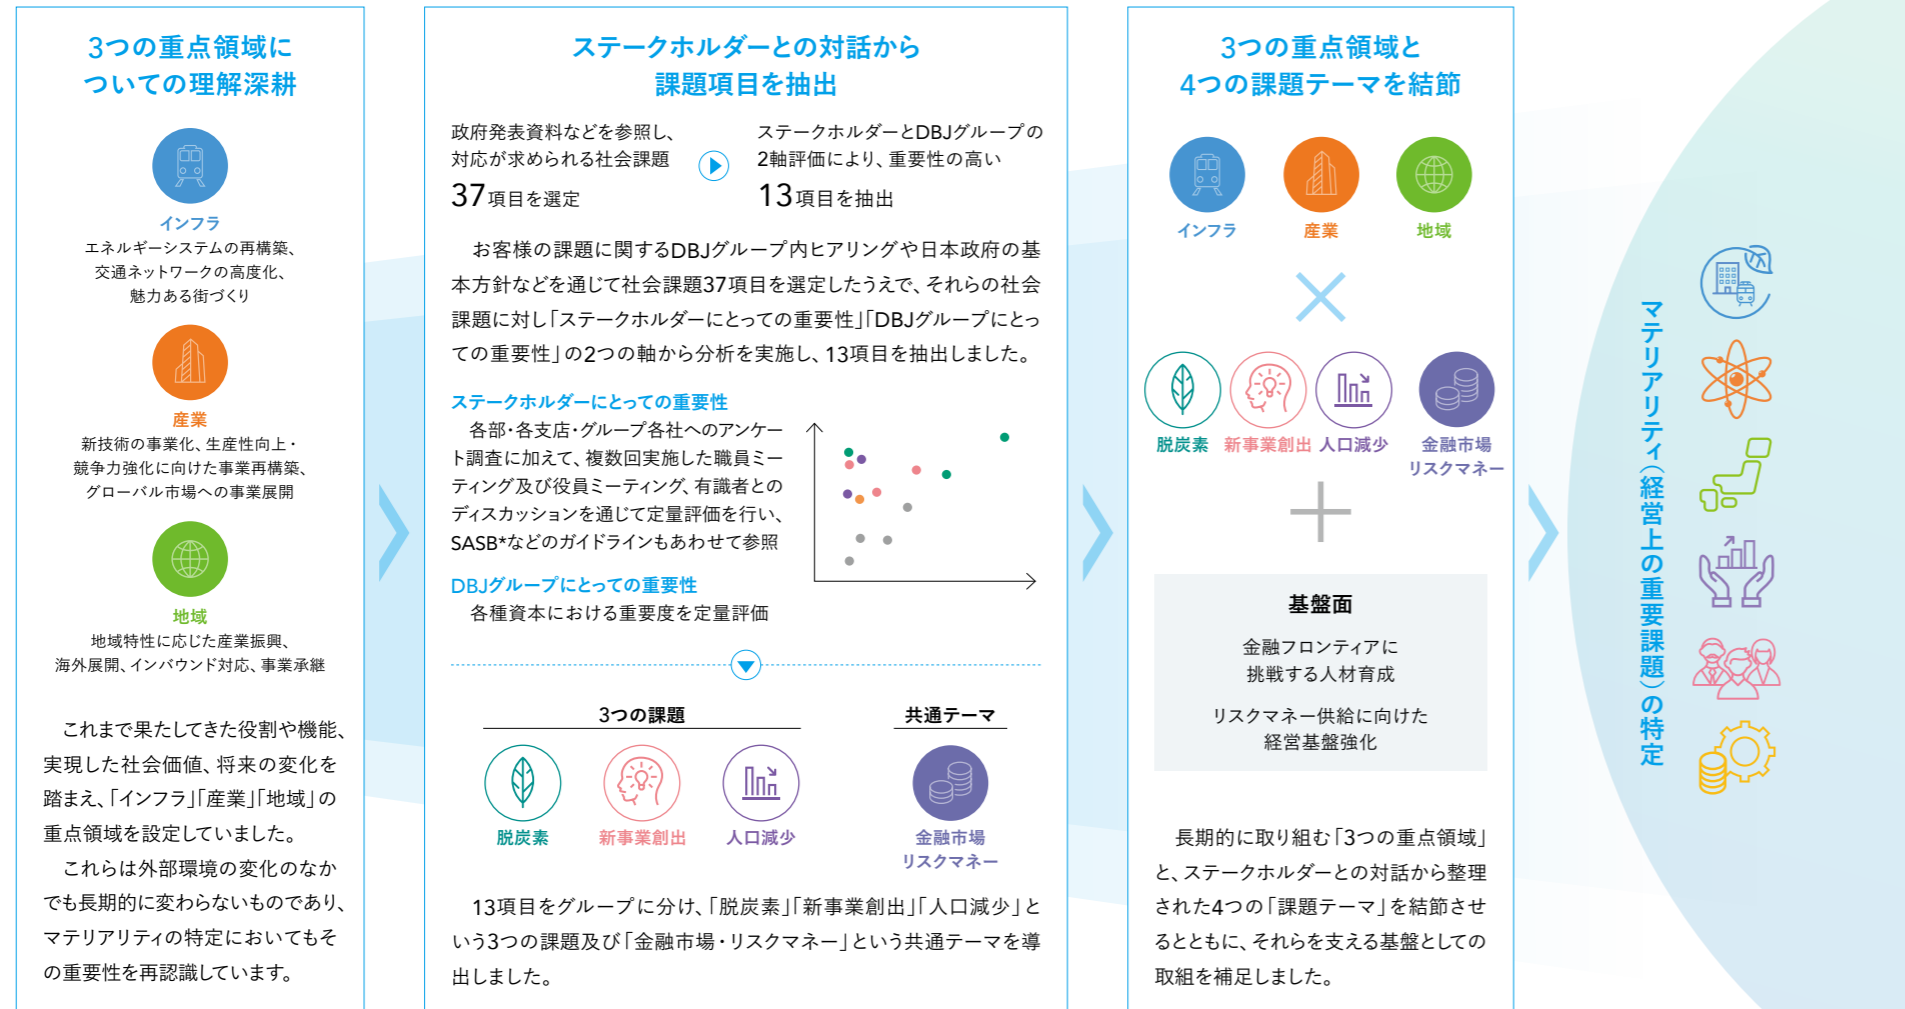 3つの重点領域に
ついての理解深耕
インフラ
エネルギーシステムの再構築、
交通ネットワークの高度化、
魅力ある街づくり
産業
新技術の事業化、生産性向上・
競争力強化に向けた事業再構築、
グローバル市場への事業展開
地域
地域特性に応じた産業振興、
海外展開、インバウンド対応、事業承継
これまで果たしてきた役割や機能、
実現した社会価値、将来の変化を
踏まえ、「インフラ」「産業」「地域」の
重点領域を設定していました。
これらは外部環境の変化のなか
でも長期的に変わらないものであり、
マテリアリティの特定においてもそ
の重要性を再認識しています。
ステークホルダーとの対話から
課題項目を抽出
政府発表資料などを参照し、
対応が求められる社会課題
37項目を選定
ステークホルダーとDBJグループの
2軸評価により、重要性の高い
13項目を抽出
お客様の課題に関するDBJグループ内ヒアリングや日本政府の基
本方針などを通じて社会課題37項目を選定したうえで、それらの社会
課題に対し「ステークホルダーにとっての重要性」「DBJグループにとっ
ての重要性」の2つの軸から分析を実施し、13項目を抽出しました。
ステークホルダーにとっての重要性
各部・各支店・グループ各社へのアンケー
ト調査に加えて、複数回実施した職員ミー
ティング及び役員ミーティング、有識者との
ディスカッションを通じて定量評価を行い、
SASB*などのガイドラインもあわせて参照
DBJグループにとっての重要性
各種資本における重要度を定量評価
3つの課題
共通テーマ
脱炭素
新事業創出
人口減少
金融市場
リスクマネー
13項目をグループに分け、「脱炭素」「新事業創出」「人口減少」と
いう3つの課題及び「金融市場・リスクマネー」という共通テーマを導
出しました。
3つの重点領域と
4つの課題テーマを結節
インフラ
産業
地域
脱炭素
新事業創出
人口減少
金融市場
リスクマネー
基盤面
金融フロンティアに
挑戦する人材育成
リスクマネー供給に向けた
経営基盤強化
長期的に取り組む「3つの重点領域」
と、ステークホルダーとの対話から整理
された4つの「課題テーマ」を結節させ
るとともに、それらを支える基盤としての
取組を補足しました。
マテリアリティ(経営上の重要課題)の特定